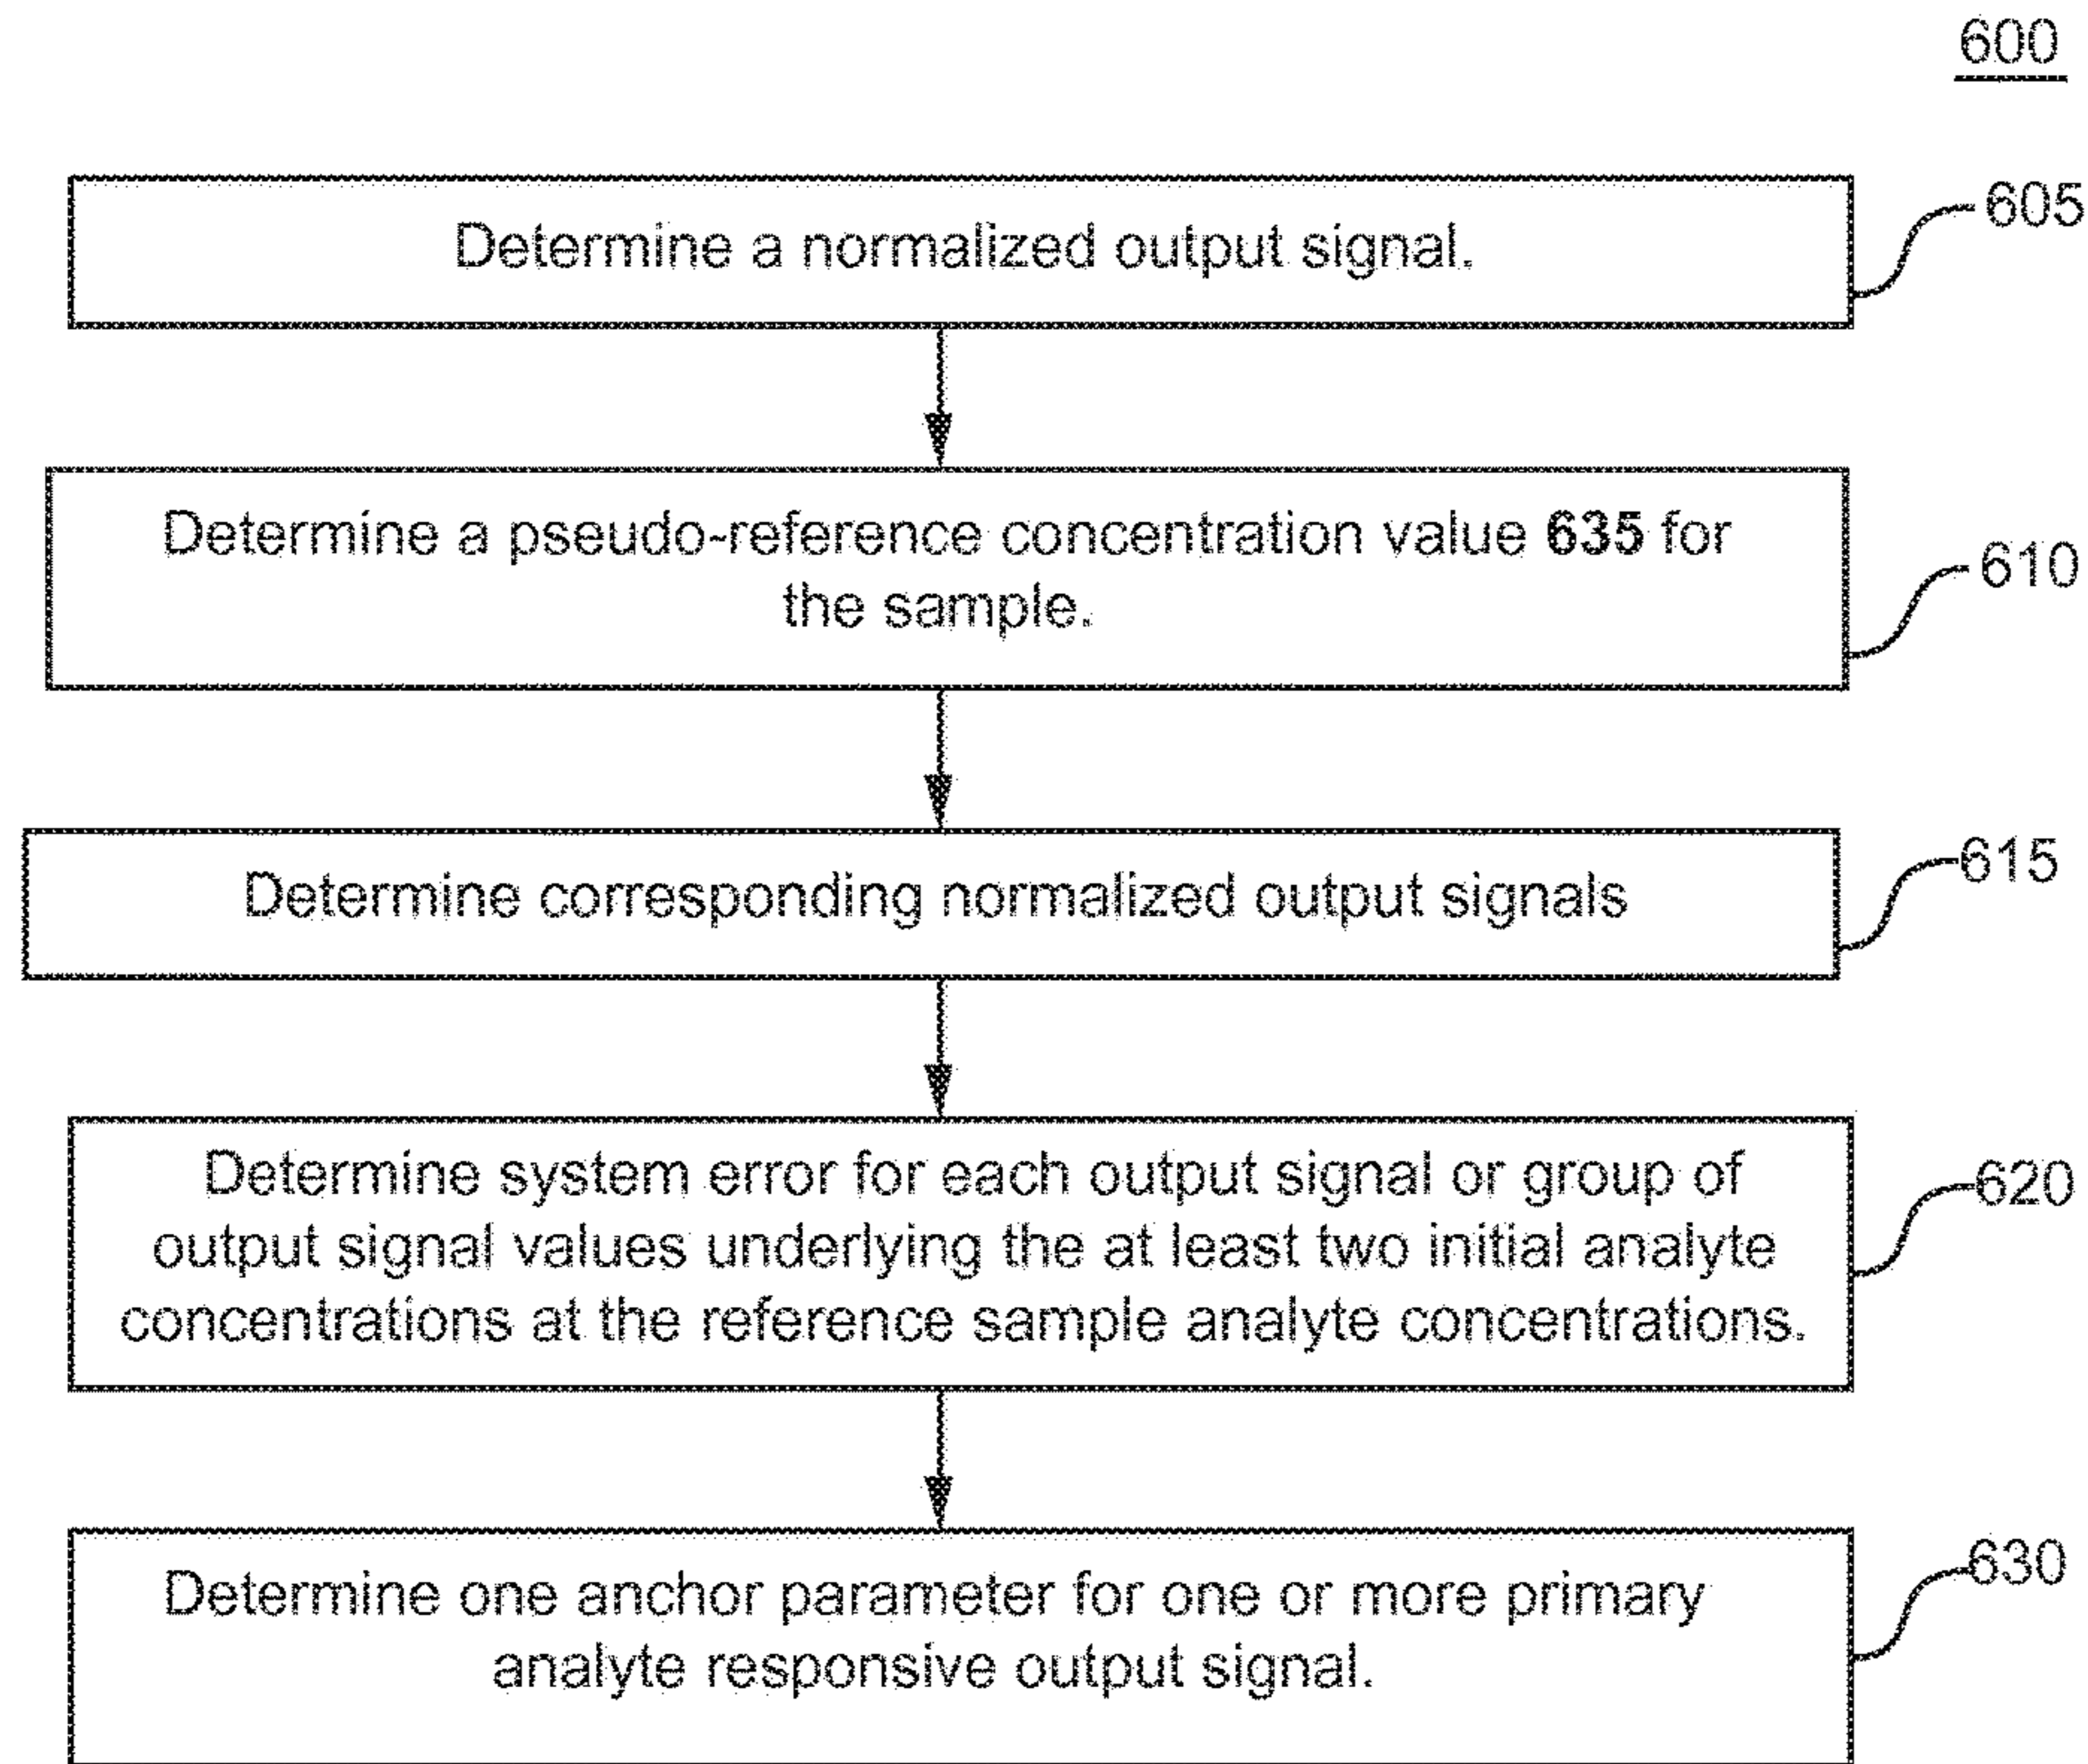 600
Determine a normalized output signal.
605
Determine a pseudo-reference concentration value 635 for
the sample.
610
Determine corresponding normalized output signals
615
Determine system error for each output signal or group of
output signal values underlying the at least two initial analyte
concentrations at the reference sample analyte concentrations.
620
Determine one anchor parameter for one or more primary
analyte responsive output signal.
630